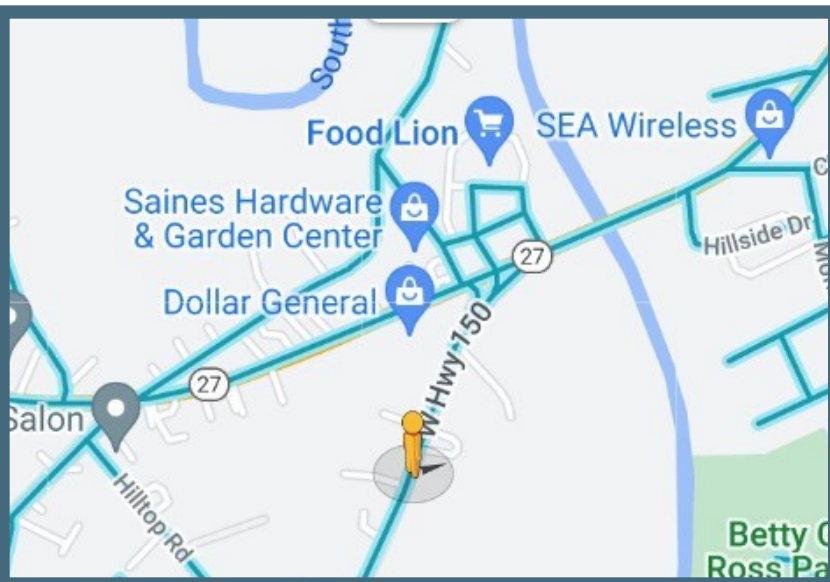 South
Food Lion
SEA Wireless
Saines Hardware
& Garden Center
27
Hillside Dr
Dollar General
W Hwy 150
27
Salon
Hilltop Rd
Betty
Ross Pa